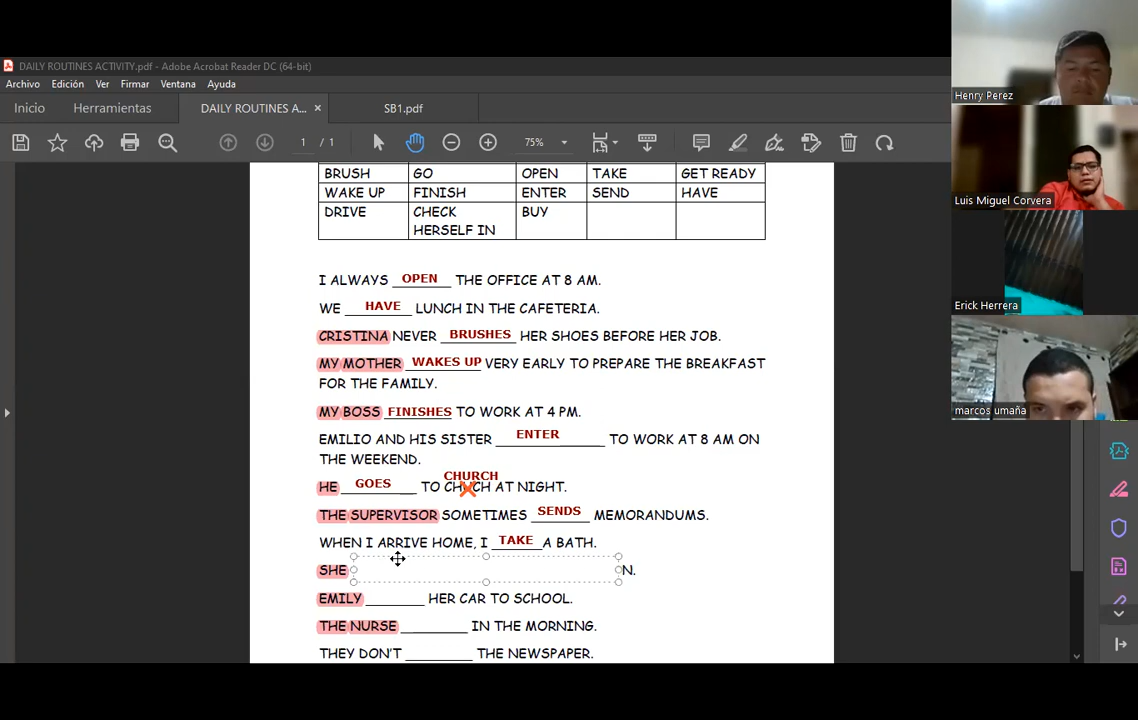 DAILY ROUTINES ACTIVITY.pdf - Adobe Acrobat Reader DC (64-bit)
Archivo Edición Ver Firmar Ventana Ayuda
Inicio Herramientas DAILY ROUTINES A... × SB1.pdf
1 / 1 75%
BRUSH GO OPEN TAKE GET READY
WAKE UP FINISH ENTER SEND HAVE
DRIVE CHECK BUY
HERSELF IN
I ALWAYS OPEN THE OFFICE AT 8 AM.
WE HAVE LUNCH IN THE CAFETERIA.
CRISTINA NEVER BRUSHES HER SHOES BEFORE HER JOB.
MY MOTHER WAKES UP VERY EARLY TO PREPARE THE BREAKFAST
FOR THE FAMILY.
MY BOSS FINISHES TO WORK AT 4 PM.
EMILIO AND HIS SISTER ENTER TO WORK AT 8 AM ON
THE WEEKEND.
CHURCH
HE GOES TO CHURCH AT NIGHT.
THE SUPERVISOR SOMETIMES SENDS MEMORANDUMS.
WHEN I ARRIVE HOME, I TAKE A BATH.
SHE N.
EMILY _______ HER CAR TO SCHOOL.
THE NURSE ________ IN THE MORNING.
THEY DON'T ________ THE NEWSPAPER.
Henry Perez
Luis Miguel Corvera
Erick Herrera
marcos umaña